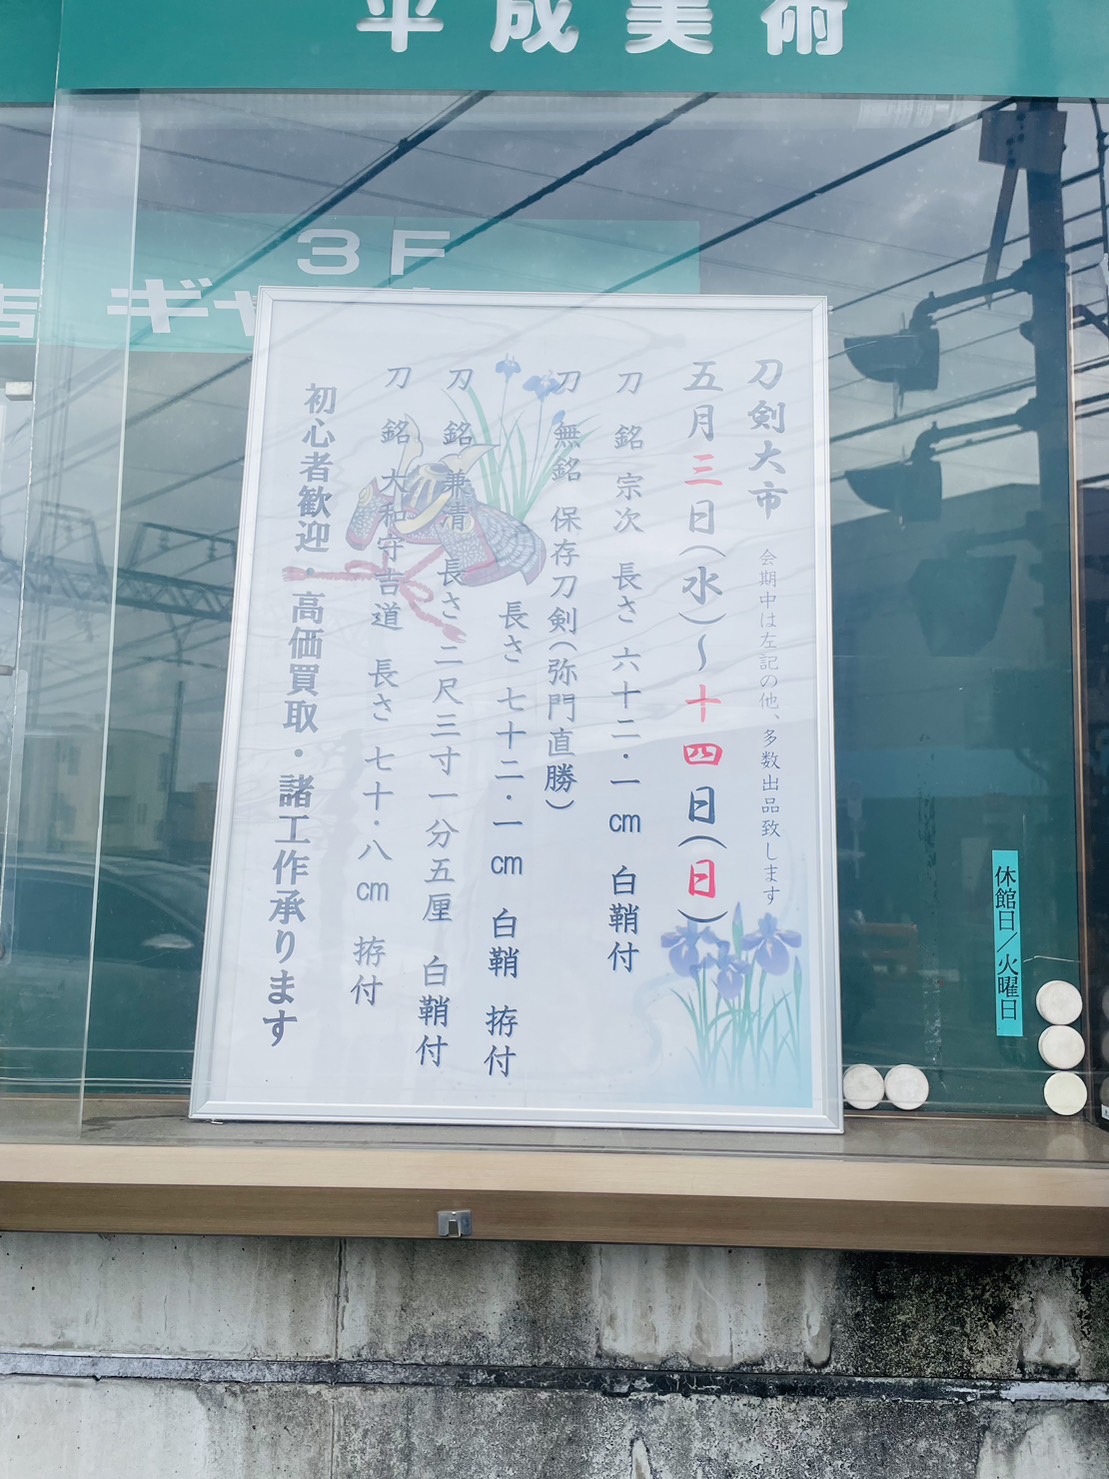 平成美術
3F
ギャ
刀剣大市 会期中は左記の他、多数出品致します
五月三日(水)～十四日(日)
刀 銘 宗次 長さ 六十二・一cm 白鞘付
刀 無銘 保存刀剣(弥門直勝)
長さ 七十二・一cm 白鞘 拵付
刀 銘 兼清 長さ 二尺三寸一分五厘 白鞘付
刀 銘 大和守吉道 長さ 七十・八cm 拵付
初心者歓迎・高価買取・諸工作承ります
休館日／火曜日